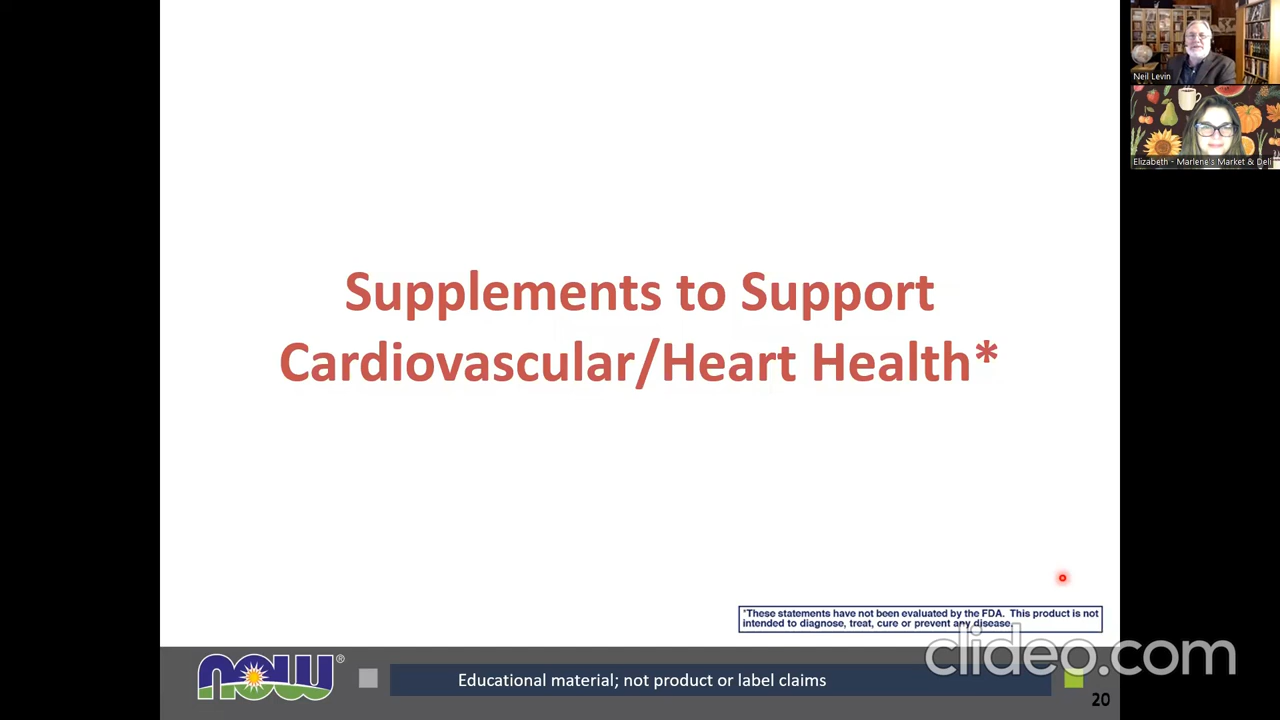 Neil Levin
Elizabeth - Marlene's Market & Deli
Supplements to Support
Cardiovascular/Heart Health*
*These statements have not been evaluated by the FDA. This product is not
intended to diagnose, treat, cure or prevent any disease.
clideo.com
now®
Educational material; not product or label claims
20